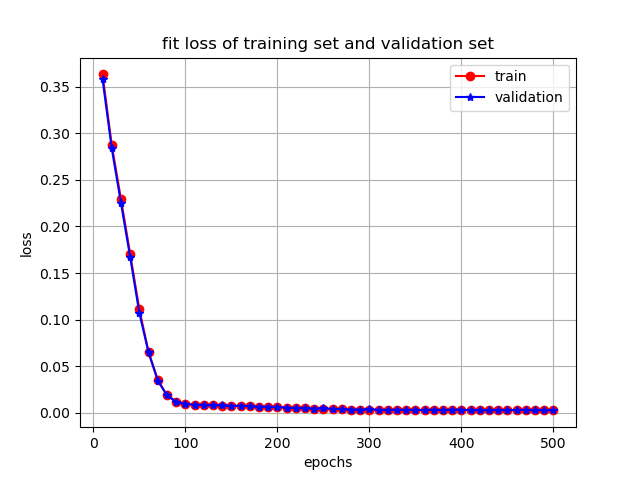 fit loss of training set and validation set
train
validation
loss
0.35
0.30
0.25
0.20
0.15
0.10
0.05
0.00
0
100
200
300
400
500
epochs